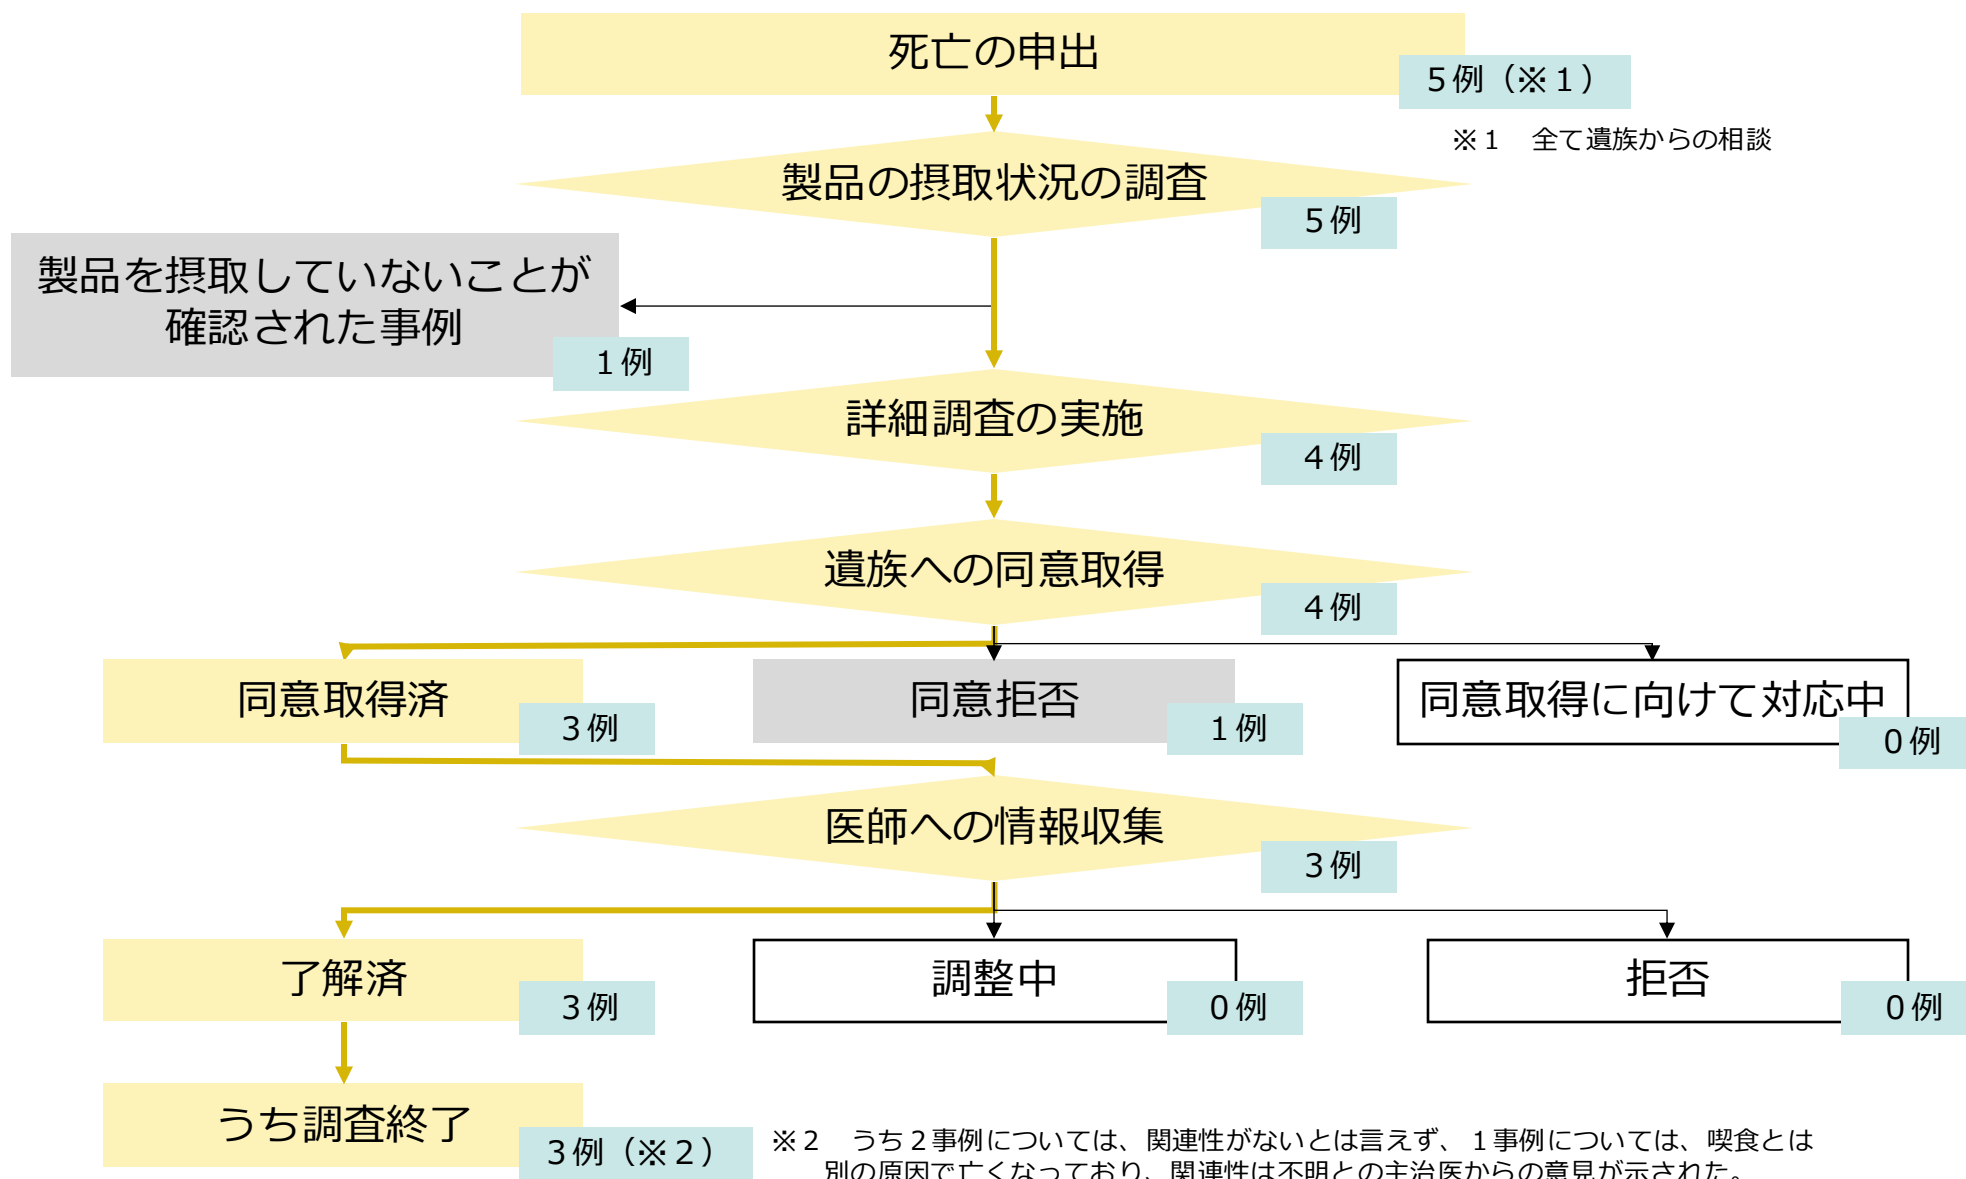 死亡の申出
5例（※1）
※1　全て遺族からの相談
製品の摂取状況の調査
5例
製品を摂取していないことが
確認された事例
1例
詳細調査の実施
4例
遺族への同意取得
4例
同意取得済
3例
同意拒否
1例
同意取得に向けて対応中
0例
医師への情報収集
3例
了解済
3例
調整中
0例
拒否
0例
うち調査終了
3例（※2）
※2　うち2事例については、関連性がないとは言えず、1事例については、喫食とは
別の原因で亡くなっており、関連性は不明との主治医からの意見が示された。